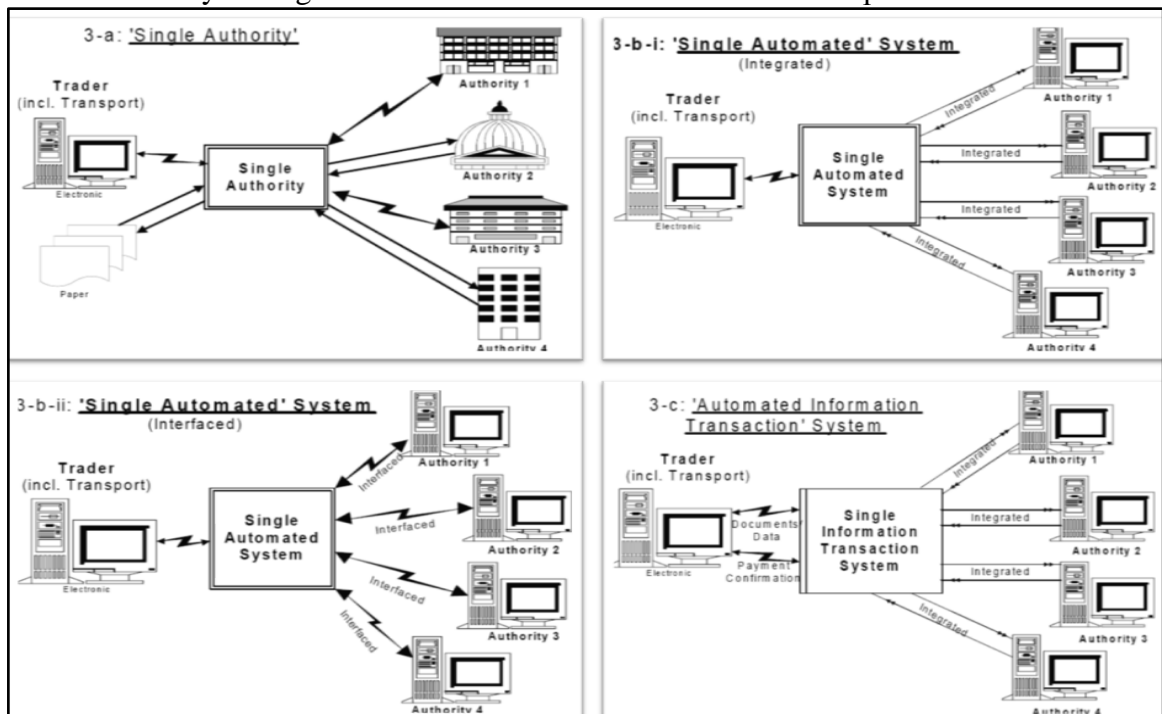 3-a: 'Single Authority'
Trader
(incl. Transport)
Electronic
Paper
Single
Authority
Authority 1
Authority 2
Authority 3
Authority 4
3-b-i: 'Single Automated' System
(Integrated)
Trader
(incl. Transport)
Electronic
Single
Automated
System
Integrated
Authority 1
Integrated
Authority 2
Integrated
Authority 3
Integrated
Authority 4
3-b-ii: 'Single Automated' System
(Interfaced)
Trader
(incl. Transport)
Electronic
Single
Automated
System
Interfaced
Authority 1
Interfaced
Authority 2
Interfaced
Authority 3
Interfaced
Authority 4
3-c: 'Automated Information
Transaction' System
Trader
(incl. Transport)
Electronic
Documents/
Data
Payment
Confirmation
Single
Information
Transaction
System
Integrated
Authority 1
Integrated
Authority 2
Integrated
Authority 3
Integrated
Authority 4